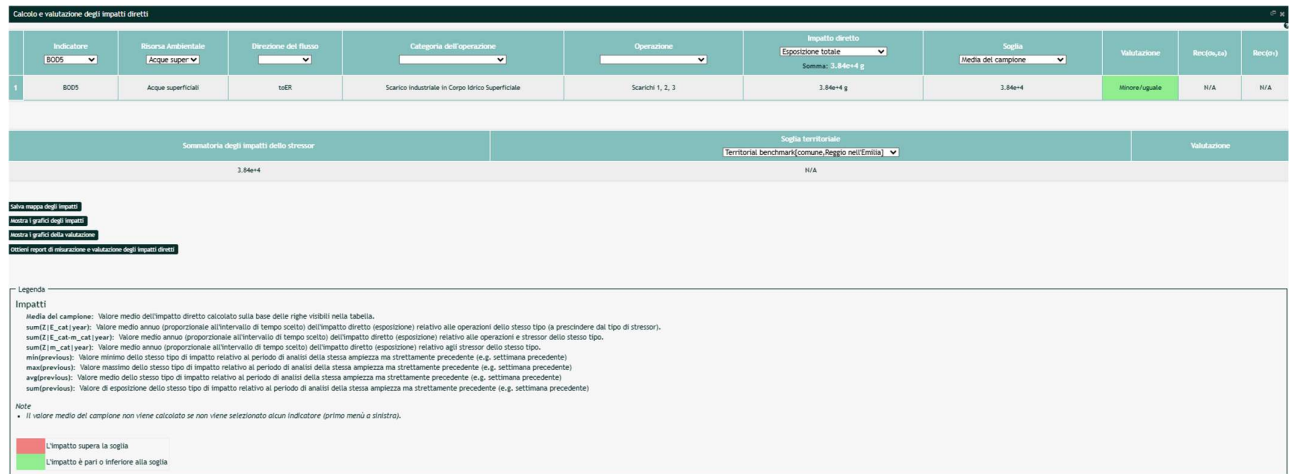 Calcolo e valutazione degli impatti diretti
Indicatore
BOD5
Risorsa Ambientale
Acque super
Direzione del flusso
Categoria dell'operazione
Operazione
Impatto diretto
Esposizione totale
Somma: 3.84e+4 g
Soglia
Media del campione
Valutazione
Rec(σ₁)
1 BOD5 Acque superficiali toER Scarico Industriale in Corpo Idrico Superficiale Scarichi 1, 2, 3 3.84e+4 g 3.84e+4 Minore/uguale N/A N/A
Sommatoria degli impatti dello stressor
Soglia territoriale
Territorial benchmark[comune,Reggio nell'Emilia]
Valutazione
3.84e+4 N/A
Salva mappa degli impatti
Mostra i grafici degli impatti
Mostra i grafici della valutazione
Ottieni report di misurazione e valutazione degli impatti diretti
Legenda
Impatti
Media del campione: Valore medio dell'impatto diretto calcolato sulla base delle righe visibili nella tabella.
sum(Z|E_cat|year): Valore medio annuo (proporzionale all'intervallo di tempo scelto) dell'impatto diretto (esposizione) relativo alle operazioni dello stesso tipo (a prescindere dal tipo di stressor).
sum(Z|E_cat-m_cat|year): Valore medio annuo (proporzionale all'intervallo di tempo scelto) dell'impatto diretto (esposizione) relativo alle operazioni e stressor dello stesso tipo.
sum(Z|m_cat|year): Valore medio annuo (proporzionale all'intervallo di tempo scelto) dell'impatto diretto (esposizione) relativo agli stressor dello stesso tipo.
min(previous): Valore minimo dello stesso tipo di impatto relativo al periodo di analisi della stessa ampiezza ma strettamente precedente (e.g. settimana precedente)
max(previous): Valore massimo dello stesso tipo di impatto relativo al periodo di analisi della stessa ampiezza ma strettamente precedente (e.g. settimana precedente)
avg(previous): Valore medio dello stesso tipo di impatto relativo al periodo di analisi della stessa ampiezza ma strettamente precedente (e.g. settimana precedente)
sum(previous): Valore di esposizione dello stesso tipo di impatto relativo al periodo di analisi della stessa ampiezza ma strettamente precedente (e.g. settimana precedente)
Note
• Il valore medio del campione non viene calcolato se non viene selezionato alcun indicatore (primo menù a sinistra).
L'impatto supera la soglia
L'impatto è pari o inferiore alla soglia